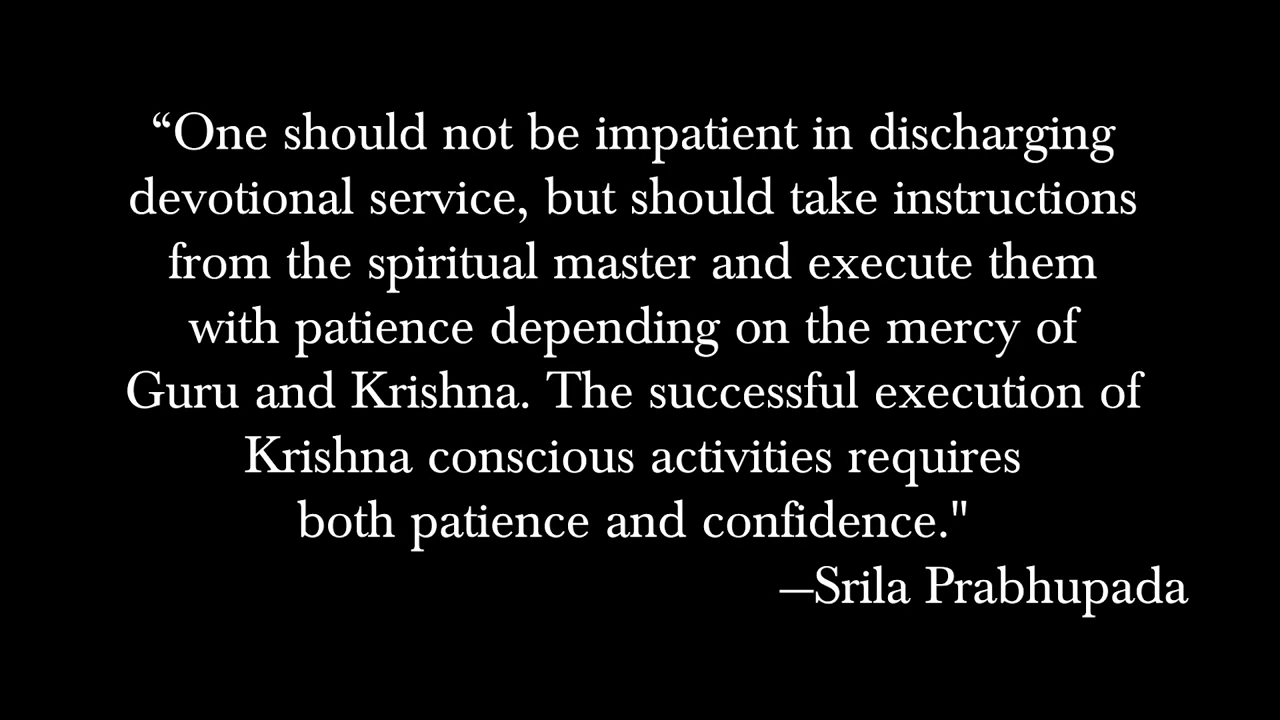 “One should not be impatient in discharging
devotional service, but should take instructions
from the spiritual master and execute them
with patience depending on the mercy of
Guru and Krishna. The successful execution of
Krishna conscious activities requires
both patience and confidence."
—Srila Prabhupada